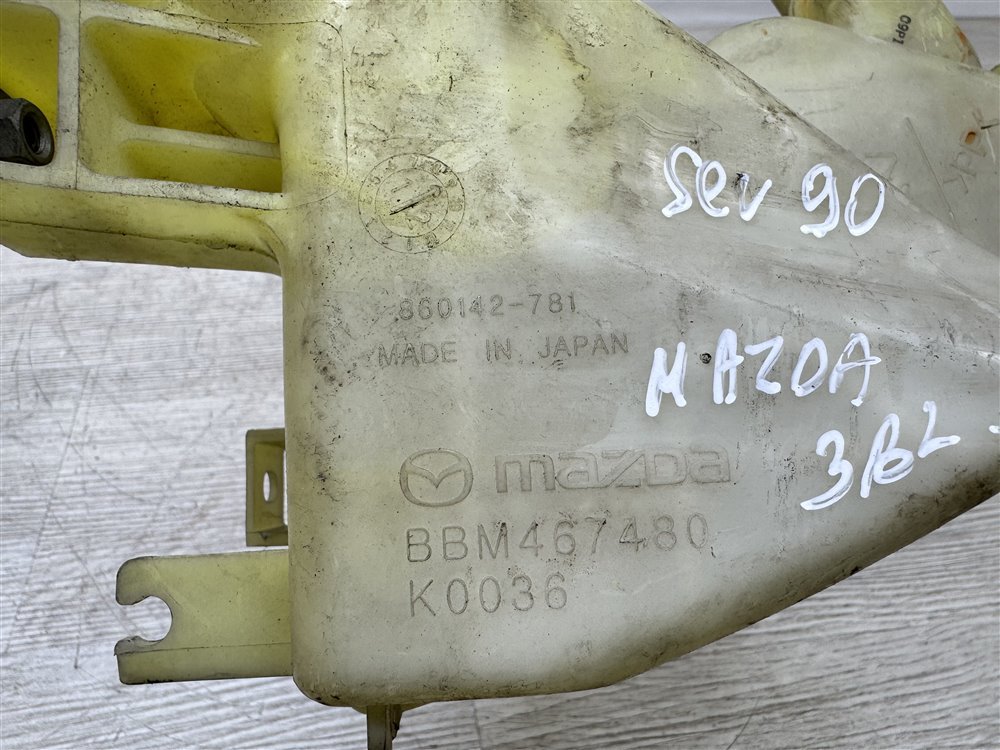 Sev 90
860142-781
MADE IN JAPAN
MAZDA
3BL
mazda
BBM467480
K0036